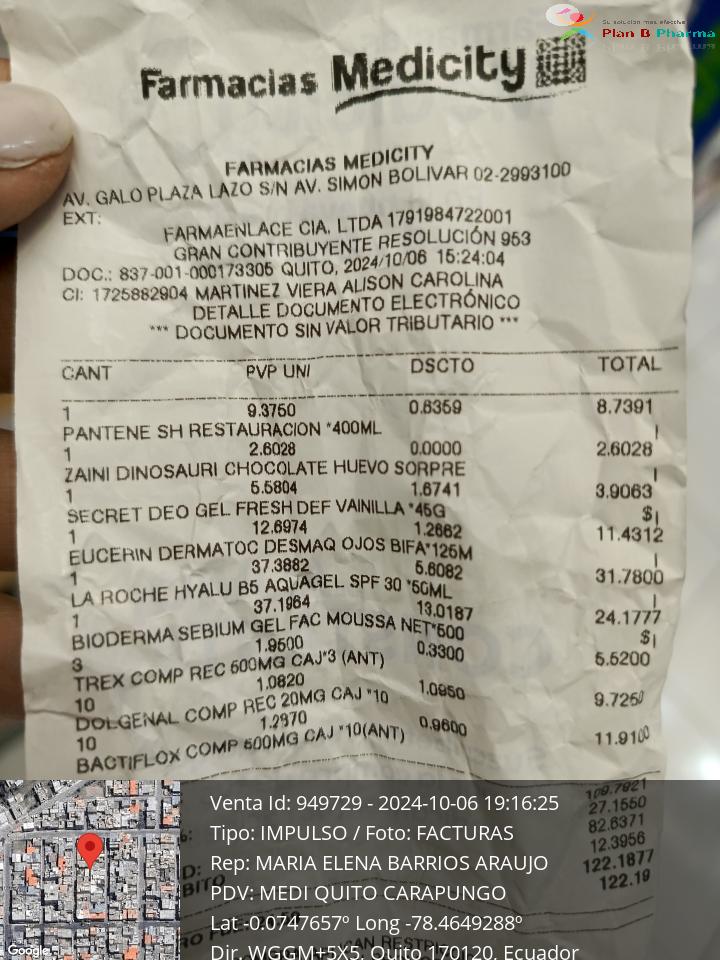 Su solucion mas efectiva
Plan B Pharma
Farmacias Medicity
FARMACIAS MEDICITY
AV. GALO PLAZA LAZO S/N AV. SIMON BOLIVAR 02-2993100
EXT:
FARMAENLACE CIA. LTDA 1791984722001
GRAN CONTRIBUYENTE RESOLUCIÓN 953
DOC.: 837-001-000173305 QUITO, 2024/10/06 15:24:04
CI: 1725882904 MARTINEZ VIERA ALISON CAROLINA
DETALLE DOCUMENTO ELECTRÓNICO
*** DOCUMENTO SIN VALOR TRIBUTARIO ***
CANT PVP UNI DSCTO TOTAL
1 9.3750 0.6359 8.7391
PANTENE SH RESTAURACION *400ML I
1 2.6028 0.0000 2.6028
ZAINI DINOSAURI CHOCOLATE HUEVO SORPRE I
1 5.5804 1.6741 3.9063
SECRET DEO GEL FRESH DEF VAINILLA *45G $I
1 12.6974 1.2662 11.4312
EUCERIN DERMATOC DESMAQ OJOS BIFA*125M I
1 37.3882 5.6082 31.7800
LA ROCHE HYALU B5 AQUAGEL SPF 30 *50ML I
1 37.1964 13.0187 24.1777
BIODERMA SEBIUM GEL FAC MOUSSA NET*500 $I
3 1.9500 0.3300 5.5200
TREX COMP REC 500MG CAJ*3 (ANT)
10 1.0820 1.0950 9.7250
DOLGENAL COMP REC 20MG CAJ *10
10 1.2870 0.9600 11.9100
BACTIFLOX COMP 500MG CAJ *10(ANT)
109.7921
27.1550
82.6371
12.3956
D: 122.1877
BITO 122.19
Venta Id: 949729 - 2024-10-06 19:16:25
Tipo: IMPULSO / Foto: FACTURAS
Rep: MARIA ELENA BARRIOS ARAUJO
PDV: MEDI QUITO CARAPUNGO
Lat -0.0747657º Long -78.4649288º
Dir. WGGM+5X5, Quito 170120, Ecuador
Google